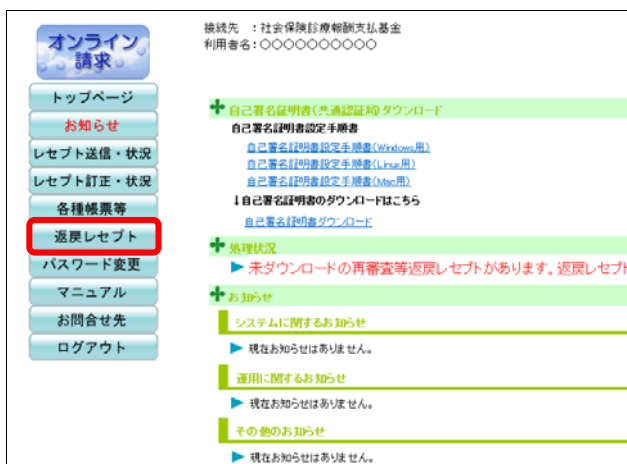 オンライン
請求
トップページ
お知らせ
レセプト送信・状況
レセプト訂正・状況
各種帳票等
返戻レセプト
パスワード変更
マニュアル
お問合せ先
ログアウト
接続先 ：社会保険診療報酬支払基金
利用者名：〇〇〇〇〇〇〇〇〇〇
自己署名証明書(共通認証局)ダウンロード
自己署名証明書設定手順書
自己署名証明書設定手順書(Windows用)
自己署名証明書設定手順書(Linux用)
自己署名証明書設定手順書(Mac用)
↓自己署名証明書のダウンロードはこちら
自己署名証明書ダウンロード
処理状況
未ダウンロードの再審査等返戻レセプトがあります。返戻レセプト
お知らせ
システムに関するお知らせ
現在お知らせはありません。
運用に関するお知らせ
現在お知らせはありません。
その他のお知らせ
現在お知らせはありません。